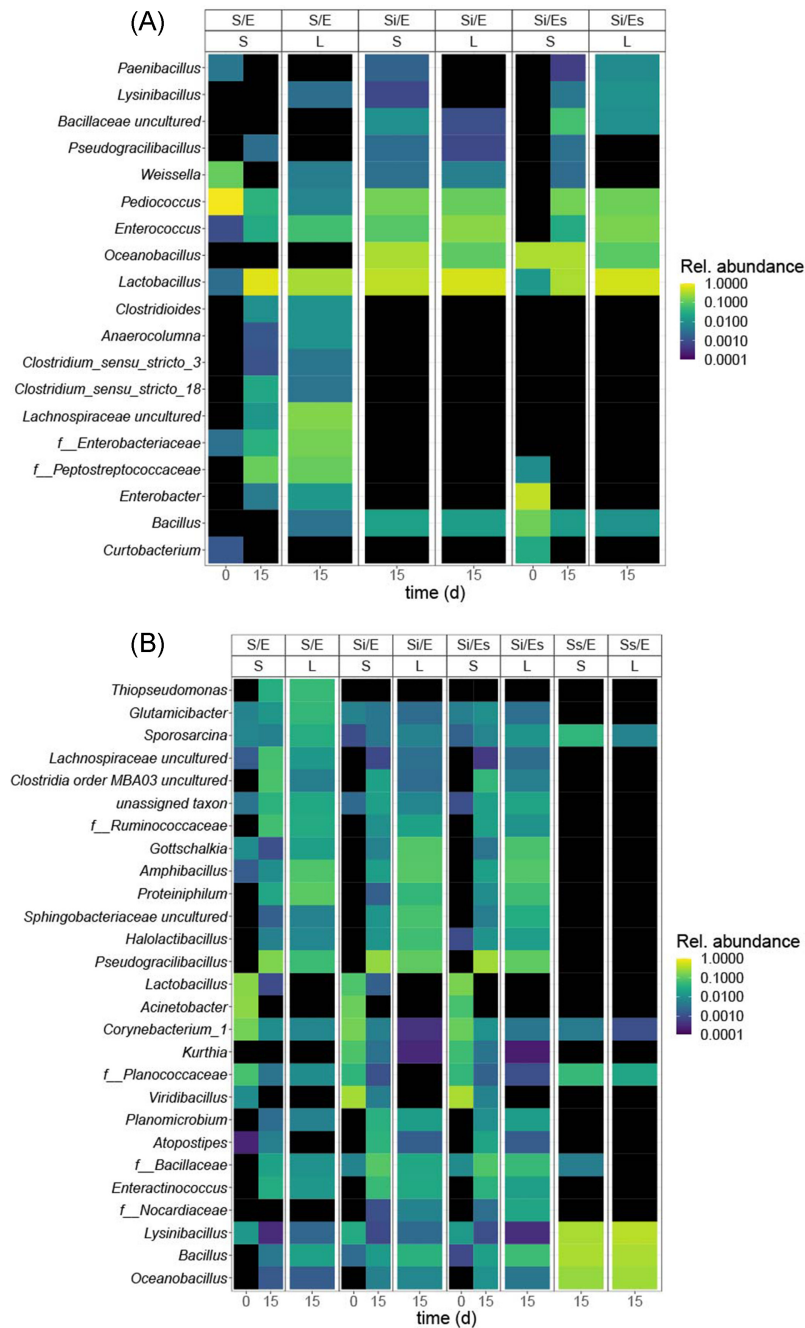 (A)
S/E S/E Si/E Si/E Si/Es Si/Es
S L S L S L
Paenibacillus
Lysinibacillus
Bacillaceae uncultured
Pseudogracilibacillus
Weissella
Pediococcus
Enterococcus
Oceanobacillus
Lactobacillus
Clostridioides
Anaerocolumna
Clostridium_sensu_stricto_3
Clostridium_sensu_stricto_18
Lachnospiraceae uncultured
f__Enterobacteriaceae
f__Peptostreptococcaceae
Enterobacter
Bacillus
Curtobacterium
0 15 15 15 15 0 15 15
time (d)
Rel. abundance
1.0000
0.1000
0.0100
0.0010
0.0001
(B)
S/E S/E Si/E Si/E Si/Es Si/Es Ss/E Ss/E
S L S L S L S L
Thiopseudomonas
Glutamicibacter
Sporosarcina
Lachnospiraceae uncultured
Clostridia order MBA03 uncultured
unassigned taxon
f__Ruminococcaceae
Gottschalkia
Amphibacillus
Proteiniphilum
Sphingobacteriaceae uncultured
Halolactibacillus
Pseudogracilibacillus
Lactobacillus
Acinetobacter
Corynebacterium_1
Kurthia
f__Planococcaceae
Viridibacillus
Planomicrobium
Atopostipes
f__Bacillaceae
Enteractinococcus
f__Nocardiaceae
Lysinibacillus
Bacillus
Oceanobacillus
0 15 15 0 15 15 0 15 15 15 15
time (d)
Rel. abundance
1.0000
0.1000
0.0100
0.0010
0.0001